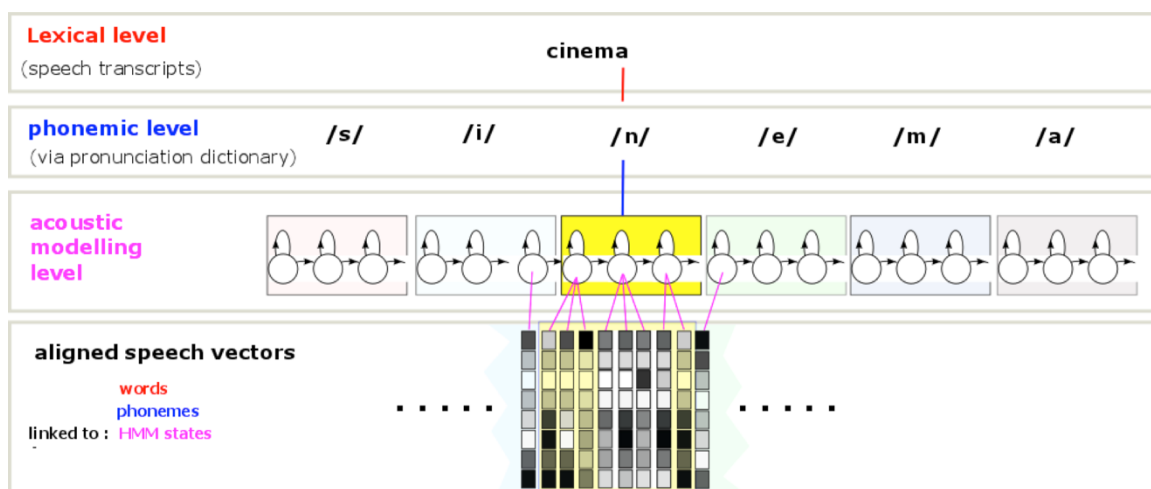 Lexical level
(speech transcripts)
cinema
phonemic level
(via pronunciation dictionary)
/s/ /i/ /n/ /e/ /m/ /a/
acoustic
modelling
level
aligned speech vectors
words
phonemes
linked to : HMM states